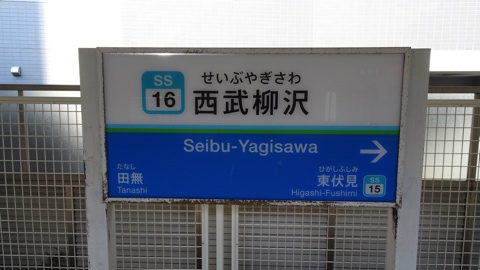 SS
16
せいぶやぎさわ
西武柳沢
Seibu-Yagisawa
→
たなし
田無
Tanashi
ひがしふしみ
東伏見
Higashi-Fushimi
SS
15